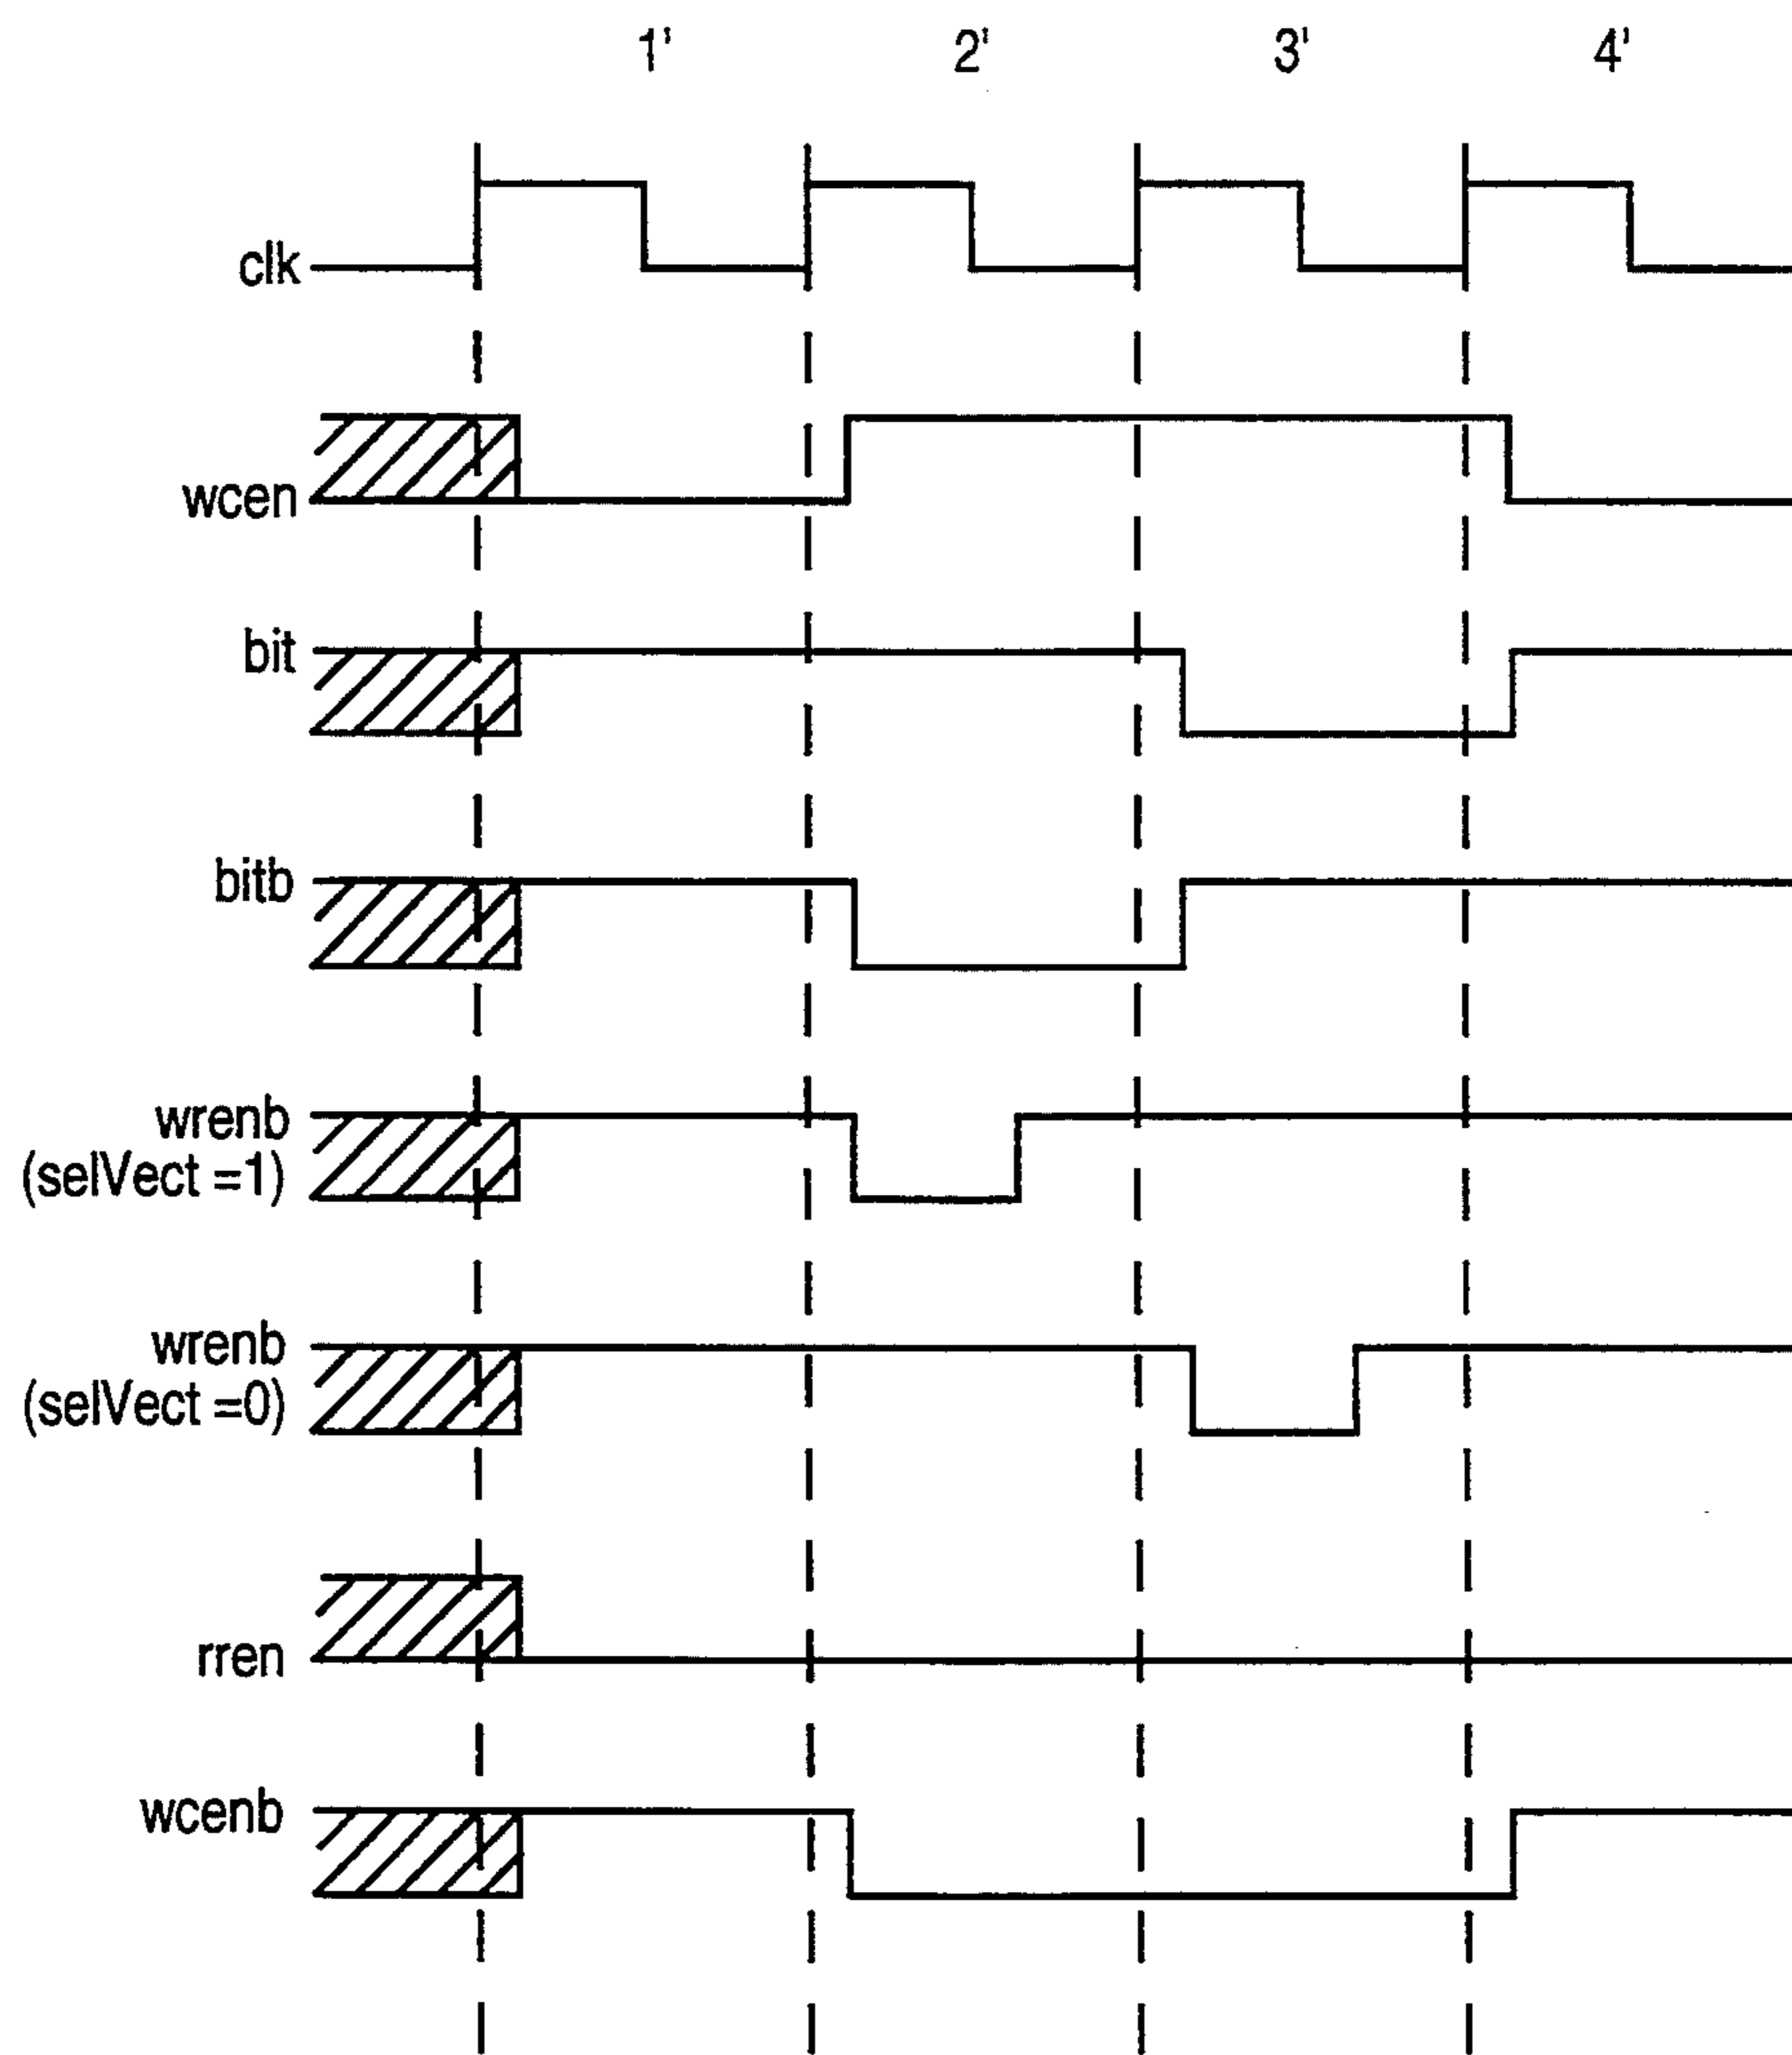 1' 2' 3' 4'
clk
wcen
bit
bitb
wrenb
(selVect =1)
wrenb
(selVect =0)
rren
wcenb